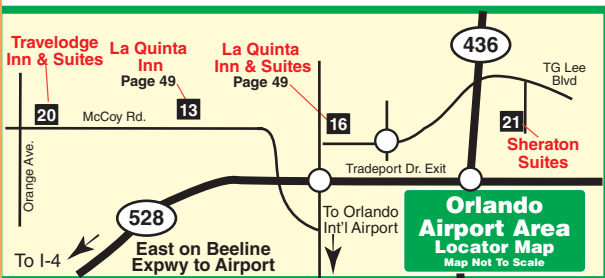 Travelodge
Inn & Suites
La Quinta
Inn
Page 49
La Quinta
Inn & Suites
Page 49
436
TG Lee
Blvd
20
McCoy Rd.
13
16
21
Sheraton
Suites
Orange Ave.
Tradeport Dr. Exit
528
To Orlando
Int'l Airport
To I-4
East on Beeline
Expwy to Airport
Orlando
Airport Area
Locator Map
Map Not To Scale